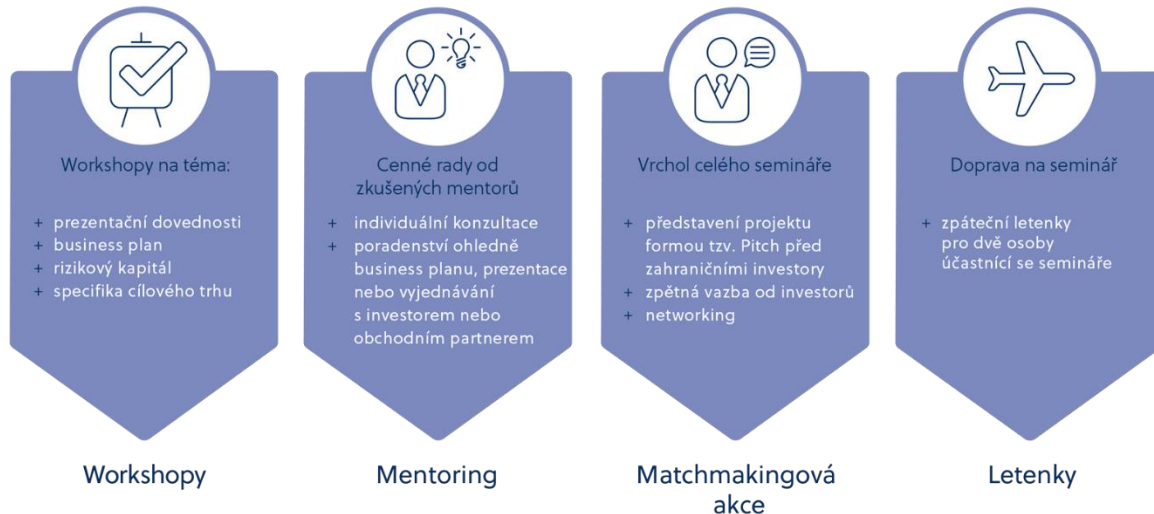 Workshopy na téma:
+ prezentační dovednosti
+ business plan
+ rizikový kapitál
+ specifika cílového trhu
Workshopy
Cenné rady od
zkušených mentorů
+ individuální konzultace
+ poradenství ohledně
business planu, prezentace
nebo vyjednávání
s investorem nebo
obchodním partnerem
Mentoring
Vrchol celého semináře
+ představení projektu
formou tzv. Pitch před
zahraničními investory
+ zpětná vazba od investorů
+ networking
Matchmakingová
akce
Doprava na seminář
+ zpáteční letenky
pro dvě osoby
účastnící se semináře
Letenky